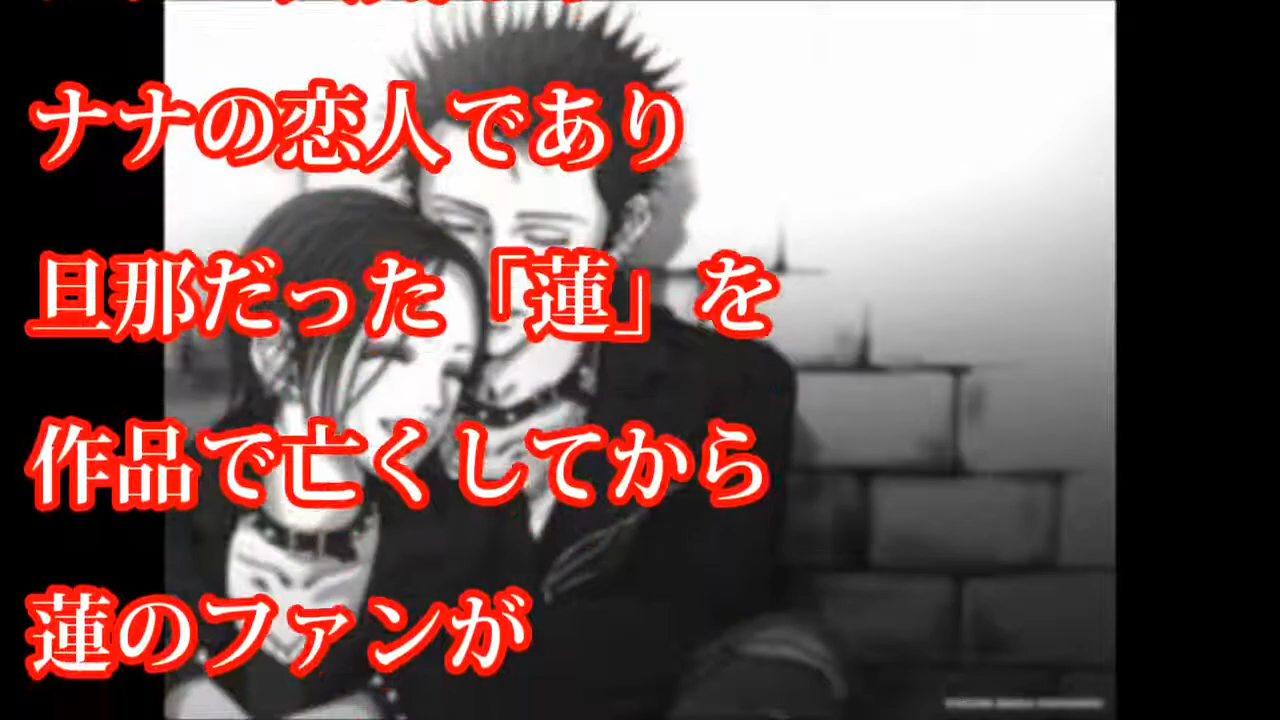 ナナの恋人であり
旦那だった「蓮」を
作品で亡くしてから
蓮のファンが